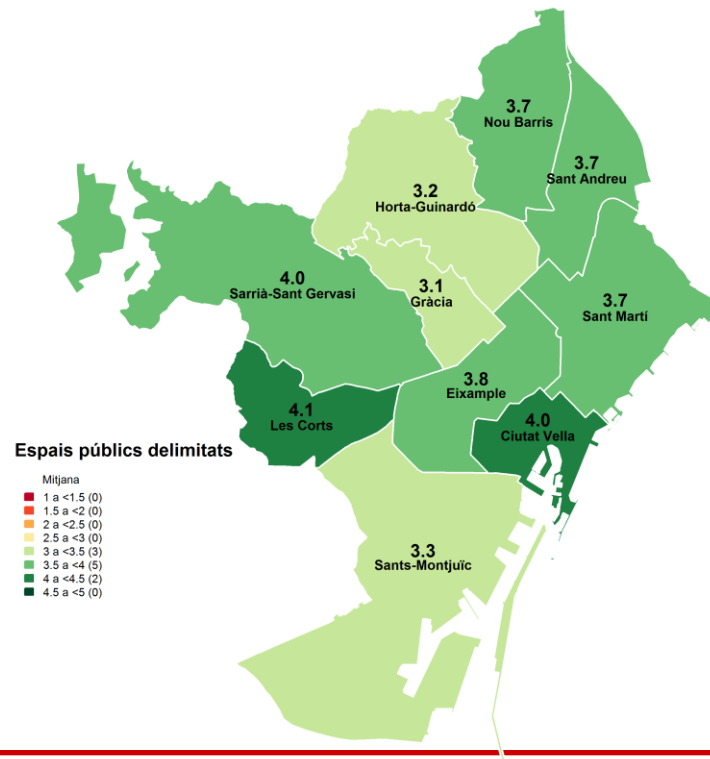 3.7
Nou Barris
3.7
Sant Andreu
3.2
Horta-Guinardó
4.0
Sarrià-Sant Gervasi
3.1
Gràcia
3.7
Sant Martí
3.8
Eixample
4.1
Les Corts
4.0
Ciutat Vella
Espais públics delimitats
Mitjana
1 a <1.5 (0)
1.5 a <2 (0)
2 a <2.5 (0)
2.5 a <3 (0)
3 a <3.5 (3)
3.5 a <4 (5)
4 a <4.5 (2)
4.5 a <5 (0)
3.3
Sants-Montjuïc